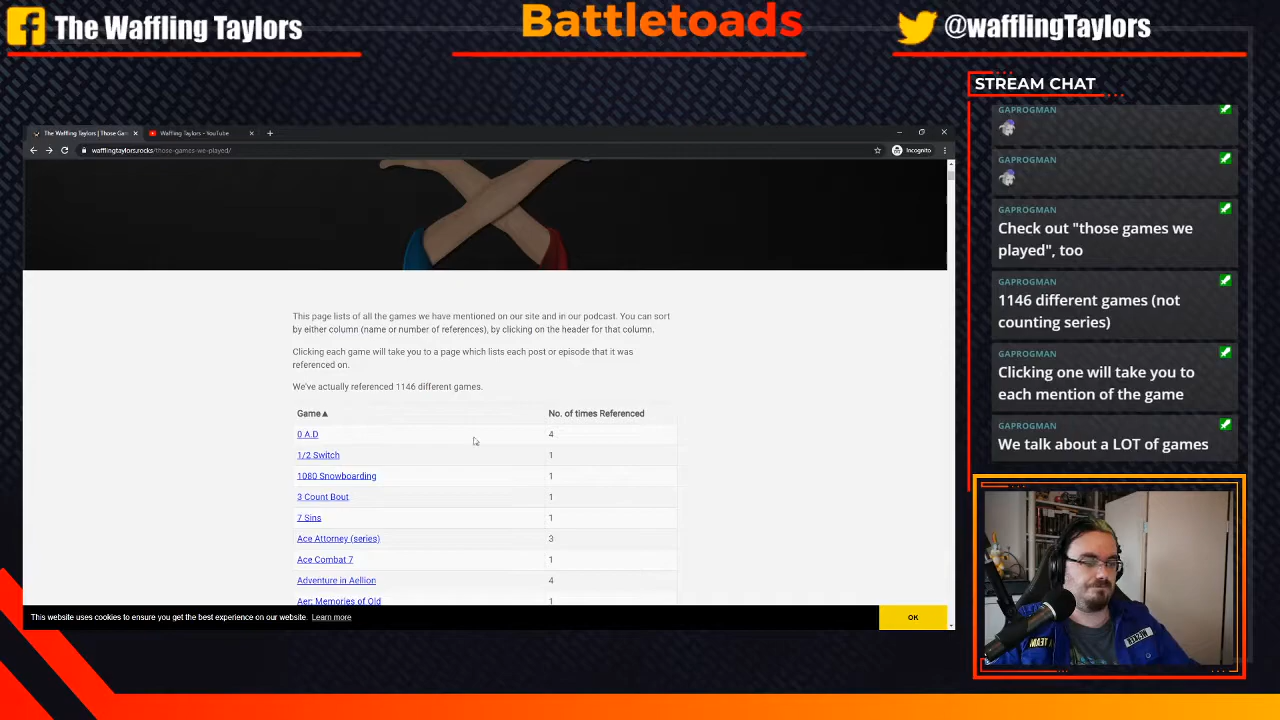 The Waffling Taylors
Battletoads
@wafflingTaylors
STREAM CHAT
GAPROGMAN
GAPROGMAN
GAPROGMAN
Check out "those games we
played", too
GAPROGMAN
1146 different games (not
counting series)
GAPROGMAN
Clicking one will take you to
each mention of the game
GAPROGMAN
We talk about a LOT of games
The Waffling Taylors | Those Gam
Waffling Taylors - YouTube
wafflingtaylors.rocks/those-games-we-played/
Incognito
This page lists of all the games we have mentioned on our site and in our podcast. You can sort
by either column (name or number of references), by clicking on the header for that column.
Clicking each game will take you to a page which lists each post or episode that it was
referenced on.
We've actually referenced 1146 different games.
Game▲ No. of times Referenced
0 A.D 4
1/2 Switch 1
1080 Snowboarding 1
3 Count Bout 1
7 Sins 1
Ace Attorney (series) 3
Ace Combat 7 1
Adventure in Aellion 4
Aer: Memories of Old 1
This website uses cookies to ensure you get the best experience on our website. Learn more
OK